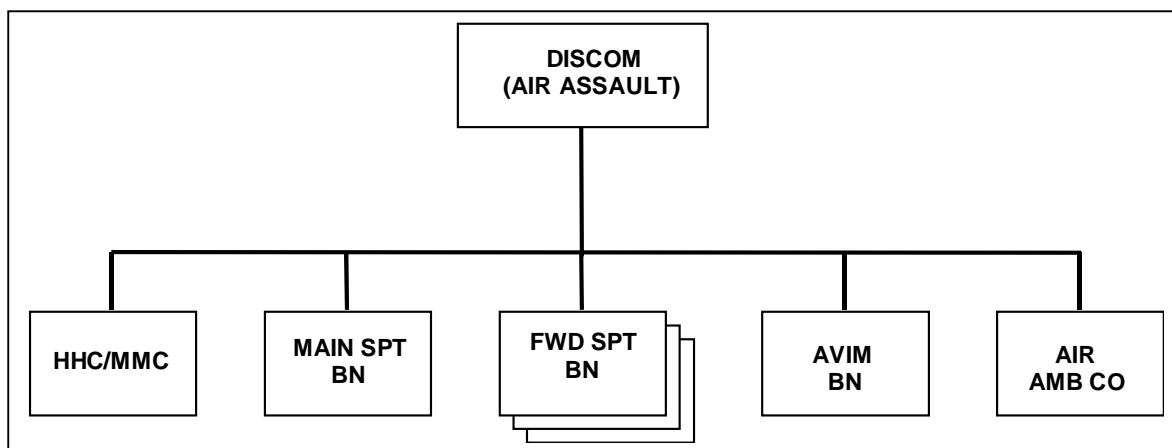 DISCOM
(AIR ASSAULT)
HHC/MMC
MAIN SPT
BN
FWD SPT
BN
AVIM
BN
AIR
AMB CO